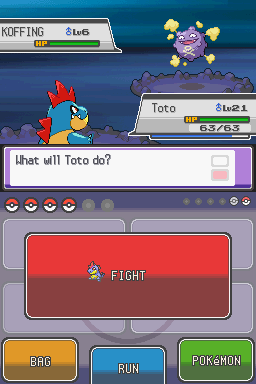 KOFFING ♂Lv6
HP
Toto ♂Lv21
HP
63/63
What will Toto do?
FIGHT
BAG
RUN
POKéMON